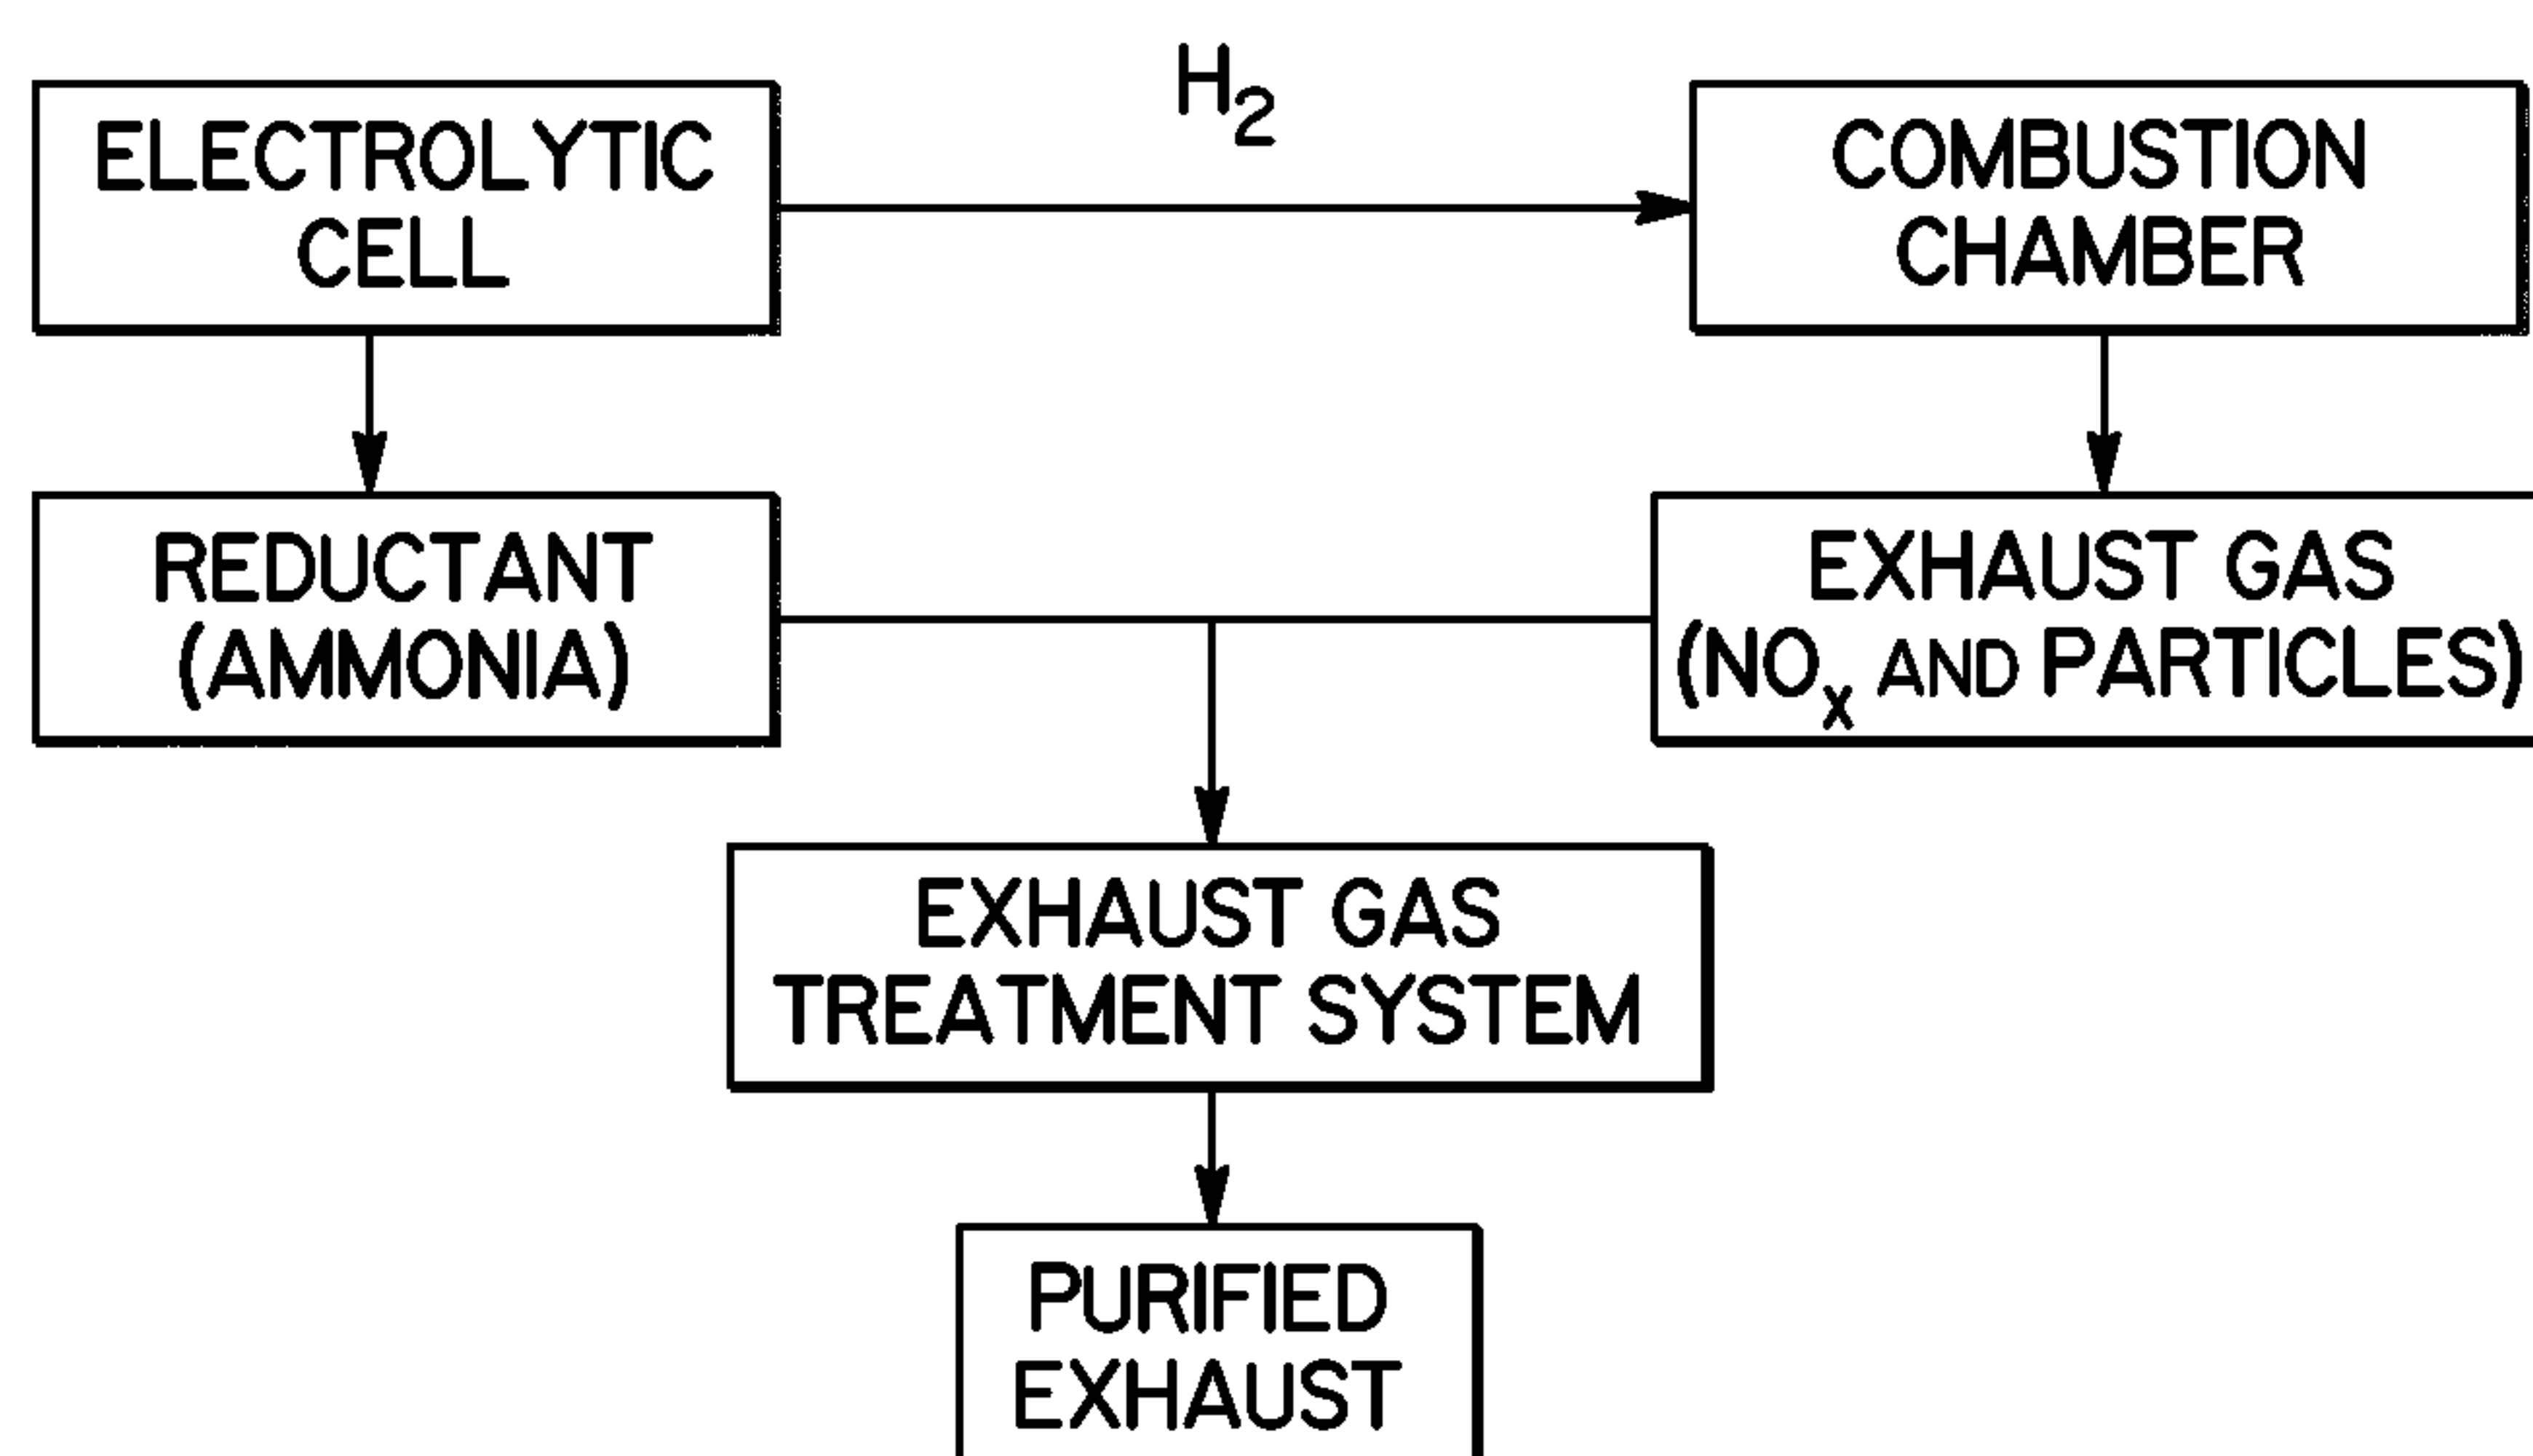 H₂
ELECTROLYTIC
CELL
COMBUSTION
CHAMBER
REDUCTANT
(AMMONIA)
EXHAUST GAS
(NOₓ AND PARTICLES)
EXHAUST GAS
TREATMENT SYSTEM
PURIFIED
EXHAUST